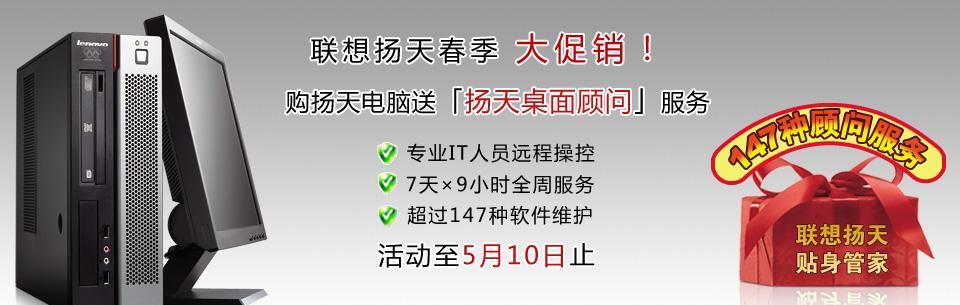 lenovo
联想扬天春季 大促销！
购扬天电脑送「扬天桌面顾问」服务
专业IT人员远程操控
7天×9小时全周服务
超过147种软件维护
活动至5月10日止
147种顾问服务
联想扬天
贴身管家